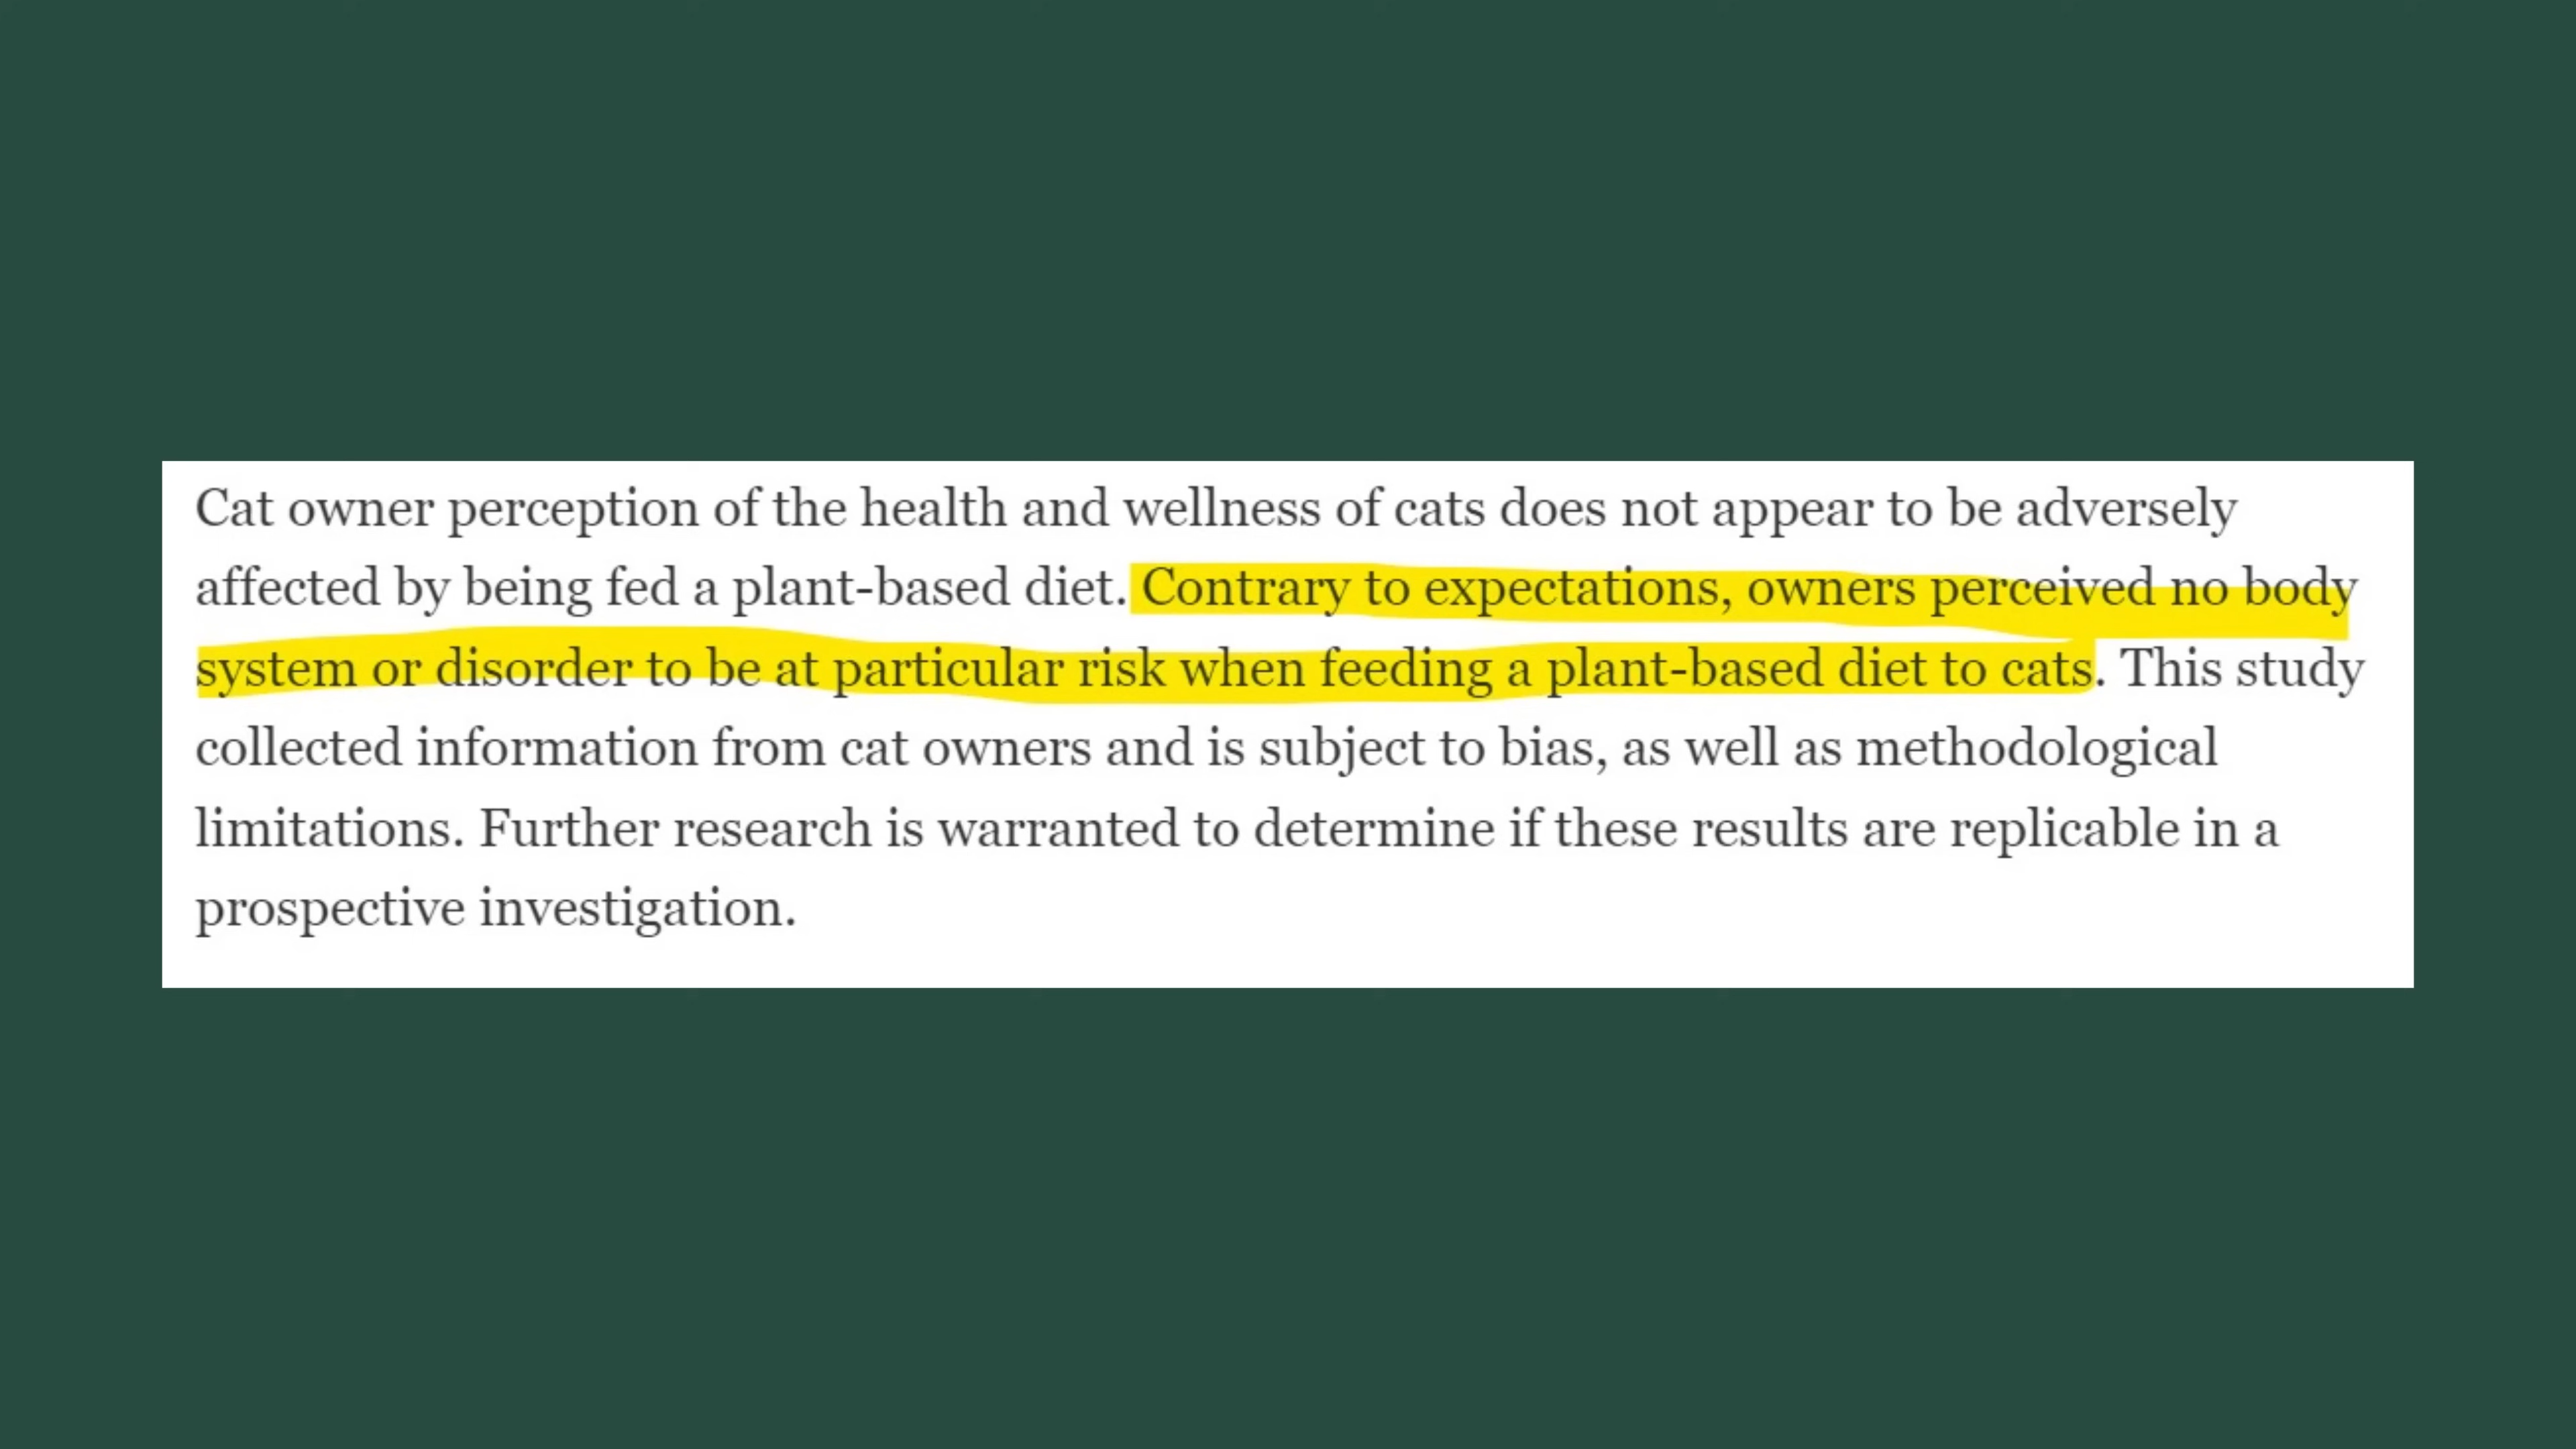 Cat owner perception of the health and wellness of cats does not appear to be adversely
affected by being fed a plant-based diet. Contrary to expectations, owners perceived no body
system or disorder to be at particular risk when feeding a plant-based diet to cats. This study
collected information from cat owners and is subject to bias, as well as methodological
limitations. Further research is warranted to determine if these results are replicable in a
prospective investigation.